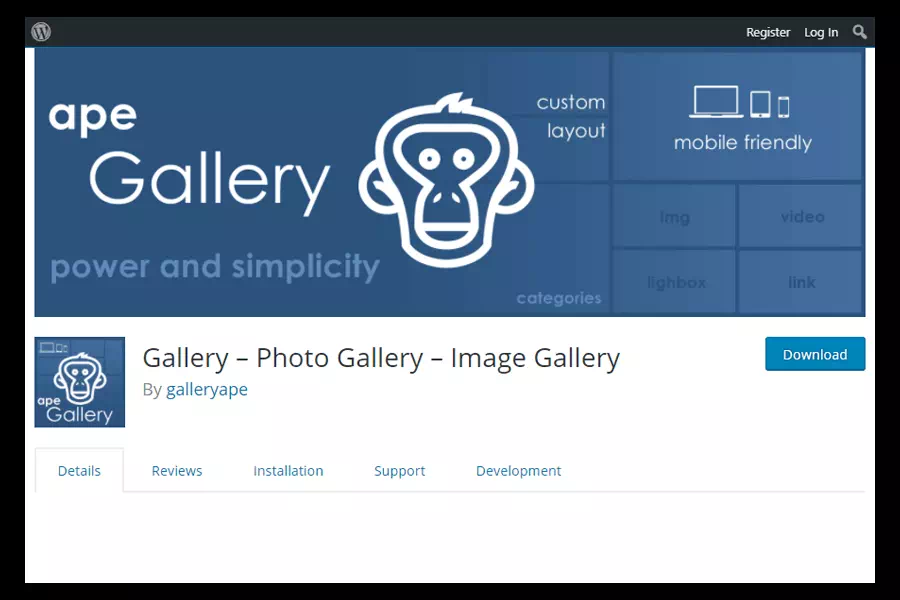 Register Log In
ape
Gallery
power and simplicity
custom
layout
categories
mobile friendly
Img video
lighbox link
ape
Gallery
Gallery – Photo Gallery – Image Gallery
By galleryape
Download
Details Reviews Installation Support Development